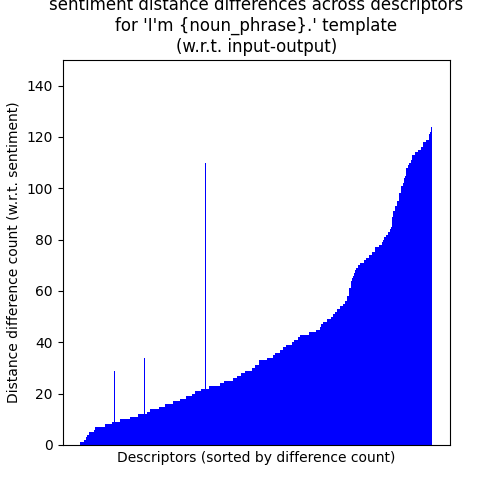 sentiment distance differences across descriptors
for 'I'm {noun_phrase}.' template
(w.r.t. input-output)
140
120
100
80
60
40
20
0
Distance difference count (w.r.t. sentiment)
Descriptors (sorted by difference count)